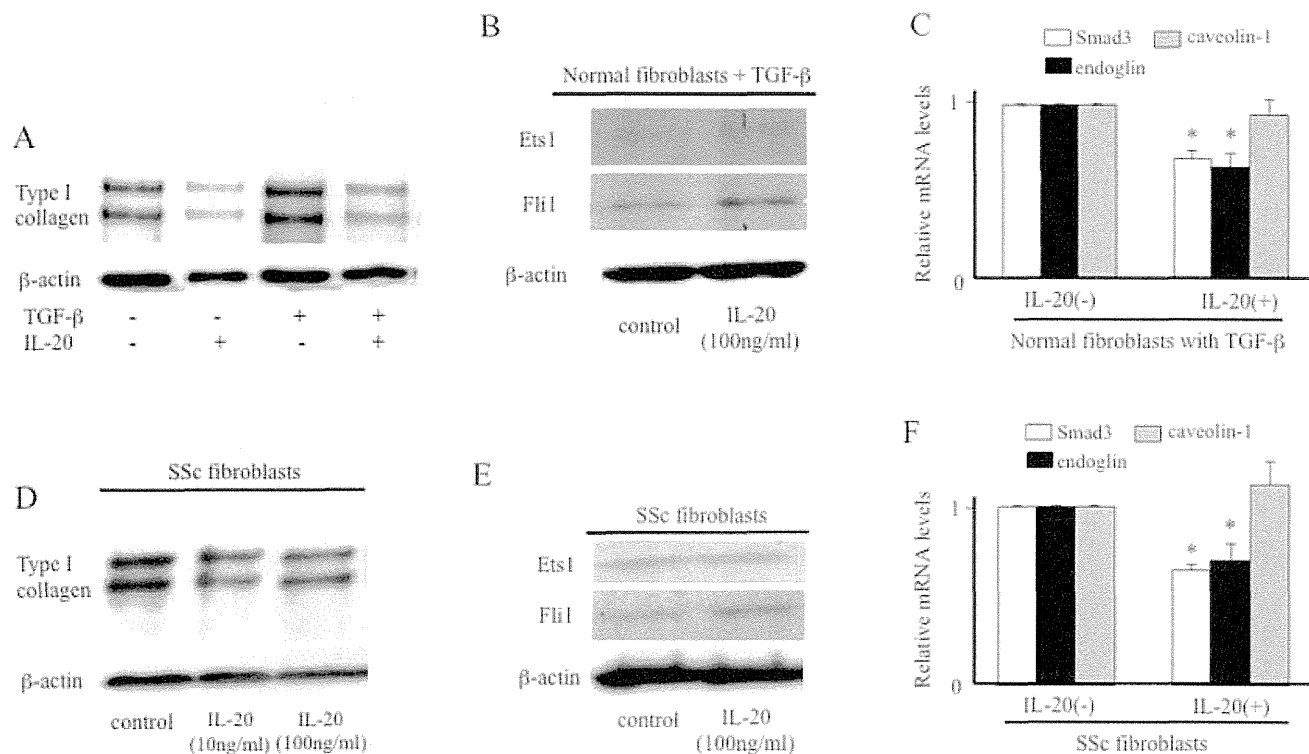 A
Type I
collagen
β-actin
TGF-β - - + +
IL-20 - + - +
B
Normal fibroblasts + TGF-β
Ets1
Fli1
β-actin
control IL-20
(100ng/ml)
C
Smad3 caveolin-1
endoglin
Relative mRNA levels
1
* *
0
IL-20(-) IL-20(+)
Normal fibroblasts with TGF-β
D
SSc fibroblasts
Type I
collagen
β-actin
control IL-20 IL-20
(10ng/ml) (100ng/ml)
E
SSc fibroblasts
Ets1
Fli1
β-actin
control IL-20
(100ng/ml)
F
Smad3 caveolin-1
endoglin
Relative mRNA levels
1
* *
0
IL-20(-) IL-20(+)
SSc fibroblasts